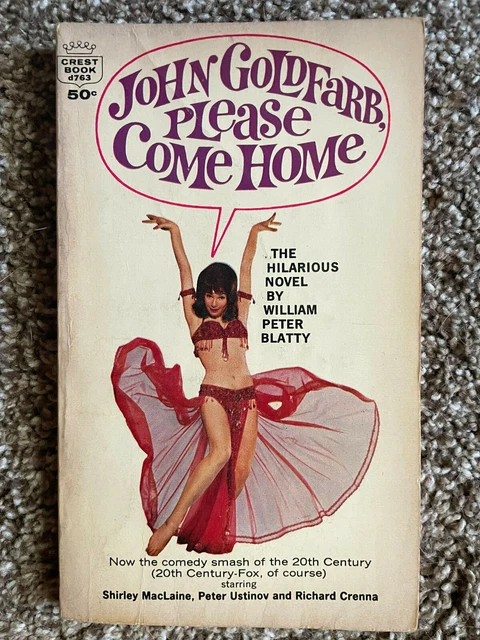 CREST
BOOK
d763
50c
JOHN GOLDFARB,
PLEASE
COME HOME
..THE
HILARIOUS
NOVEL
BY
WILLIAM
PETER
BLATTY
Now the comedy smash of the 20th Century
(20th Century-Fox, of course)
starring
Shirley MacLaine, Peter Ustinov and Richard Crenna